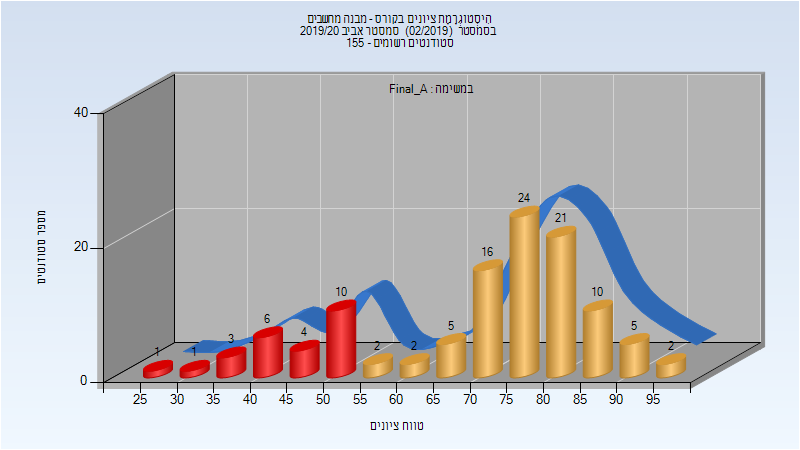 היסטוגרמת ציונים בקורס - מבנה מחשבים
בסמסטר (02/2019) סמסטר אביב 2019/20
סטודנטים רשומים - 155
במשימה : Final_A
מספר סטודנטים
40
20
0
1
1
3
6
4
10
2
2
5
16
24
21
10
5
2
25 30 35 40 45 50 55 60 65 70 75 80 85 90 95
טווח ציונים